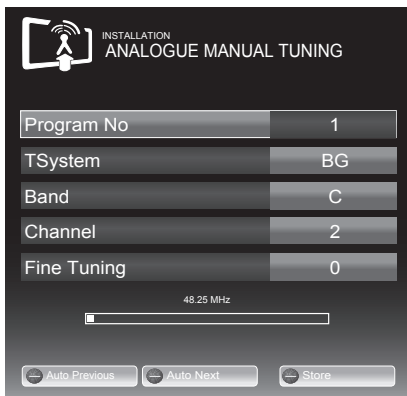 INSTALLATION
ANALOGUE MANUAL TUNING
Program No 1
TSystem BG
Band C
Channel 2
Fine Tuning 0
48.25 MHz
Auto Previous Auto Next Store